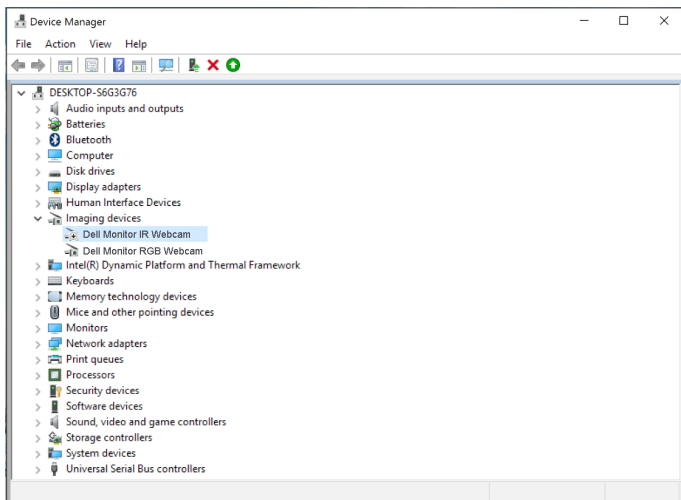 Device Manager
File Action View Help
DESKTOP-S6G3G76
Audio inputs and outputs
Batteries
Bluetooth
Computer
Disk drives
Display adapters
Human Interface Devices
Imaging devices
Dell Monitor IR Webcam
Dell Monitor RGB Webcam
Intel(R) Dynamic Platform and Thermal Framework
Keyboards
Memory technology devices
Mice and other pointing devices
Monitors
Network adapters
Print queues
Processors
Security devices
Software devices
Sound, video and game controllers
Storage controllers
System devices
Universal Serial Bus controllers